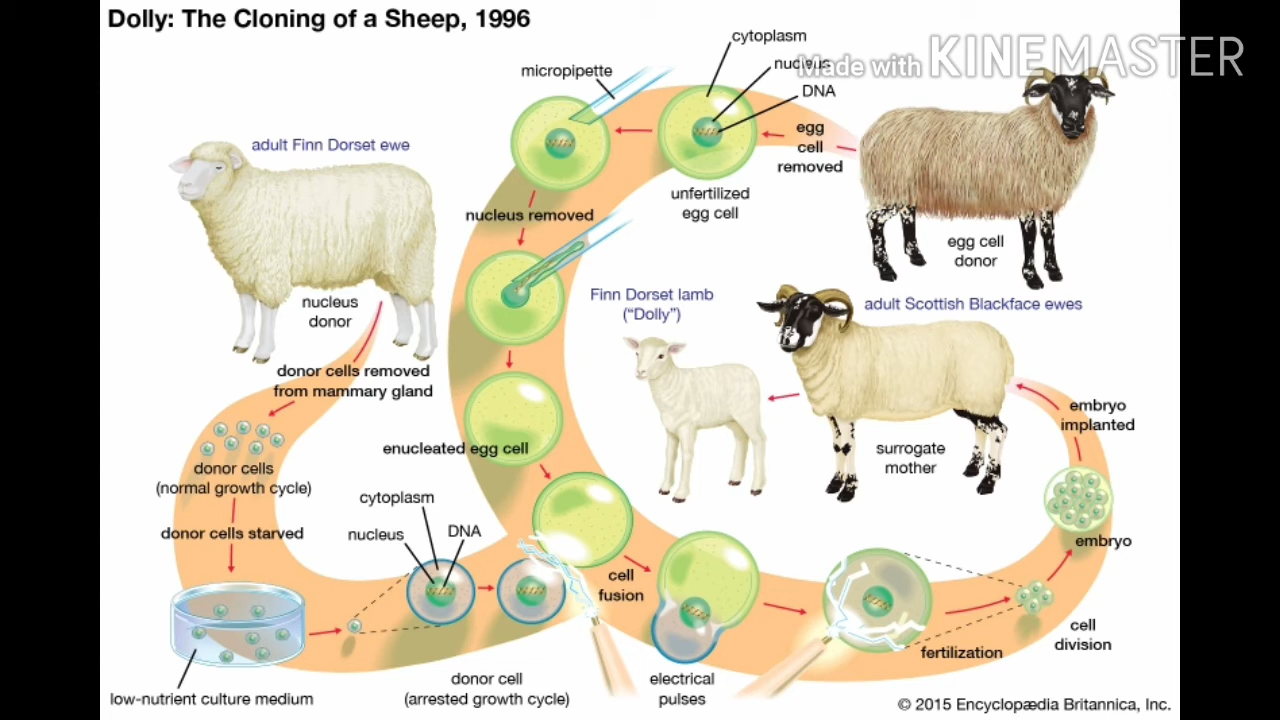 Dolly: The Cloning of a Sheep, 1996
Made with KINEMASTER
cytoplasm
nucleus
DNA
micropipette
egg
cell
removed
adult Finn Dorset ewe
unfertilized
egg cell
nucleus removed
egg cell
donor
nucleus
donor
Finn Dorset lamb
(“Dolly”)
adult Scottish Blackface ewes
donor cells removed
from mammary gland
enucleated egg cell
surrogate
mother
embryo
implanted
donor cells
(normal growth cycle)
donor cells starved
cytoplasm
nucleus
DNA
embryo
cell
fusion
cell
division
fertilization
low-nutrient culture medium
donor cell
(arrested growth cycle)
electrical
pulses
© 2015 Encyclopædia Britannica, Inc.